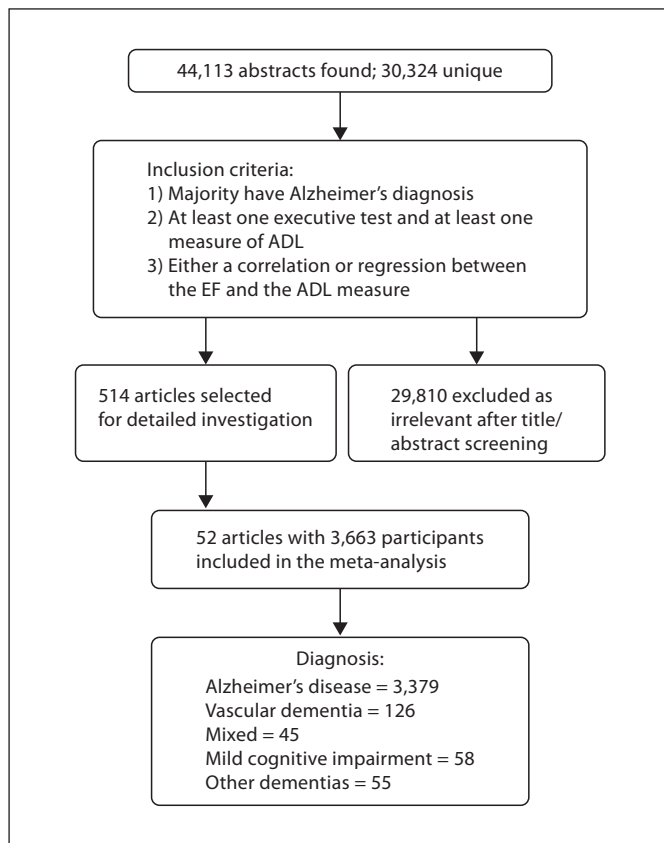 44,113 abstracts found; 30,324 unique
Inclusion criteria:
1) Majority have Alzheimer's diagnosis
2) At least one executive test and at least one
measure of ADL
3) Either a correlation or regression between
the EF and the ADL measure
514 articles selected
for detailed investigation
29,810 excluded as
irrelevant after title/
abstract screening
52 articles with 3,663 participants
included in the meta-analysis
Diagnosis:
Alzheimer's disease = 3,379
Vascular dementia = 126
Mixed = 45
Mild cognitive impairment = 58
Other dementias = 55